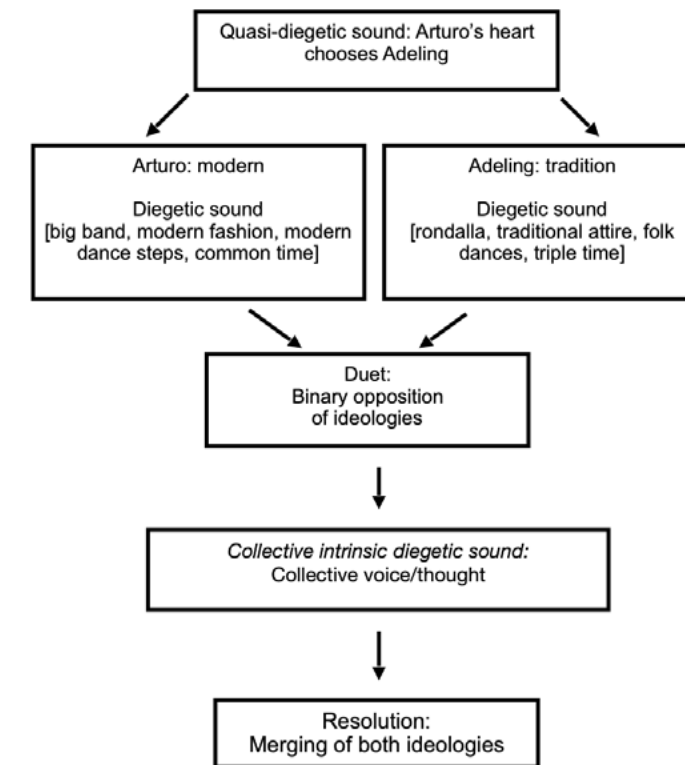 Quasi-diegetic sound: Arturo's heart
chooses Adeling
Arturo: modern
Diegetic sound
[big band, modern fashion, modern
dance steps, common time]
Adeling: tradition
Diegetic sound
[rondalla, traditional attire, folk
dances, triple time]
Duet:
Binary opposition
of ideologies
Collective intrinsic diegetic sound:
Collective voice/thought
Resolution:
Merging of both ideologies